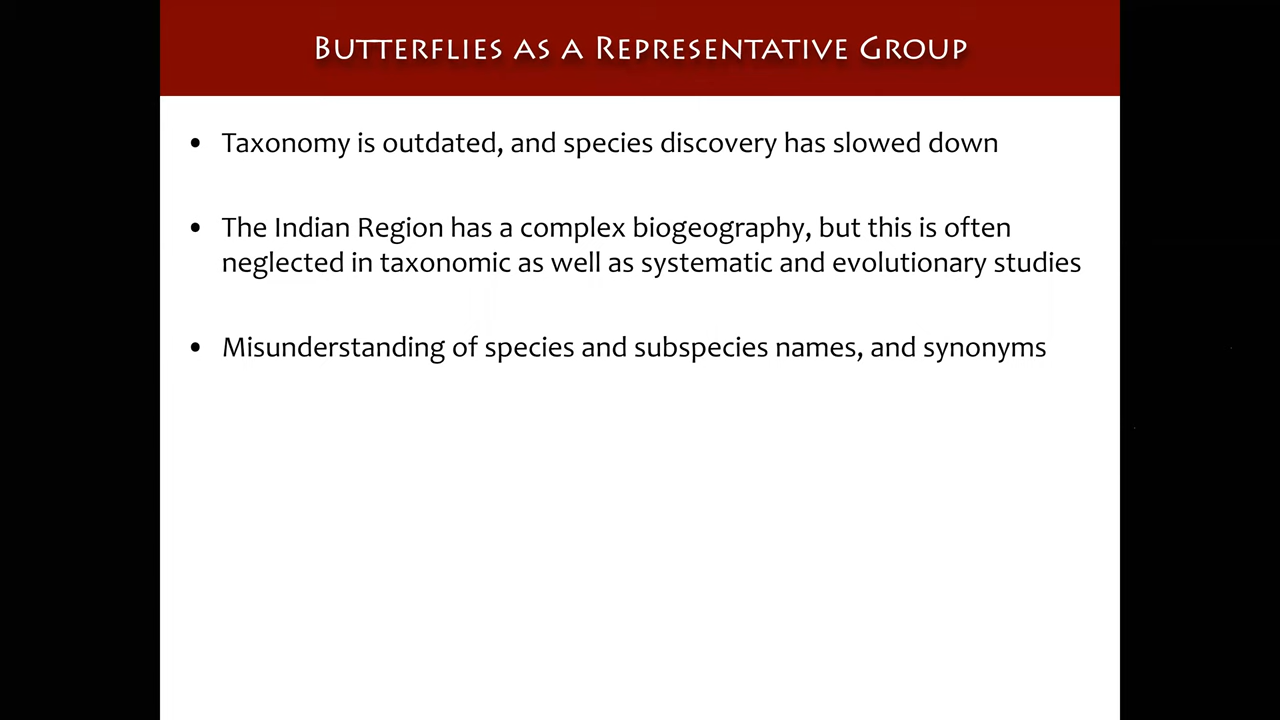 Butterflies as a Representative Group
• Taxonomy is outdated, and species discovery has slowed down
• The Indian Region has a complex biogeography, but this is often
neglected in taxonomic as well as systematic and evolutionary studies
• Misunderstanding of species and subspecies names, and synonyms